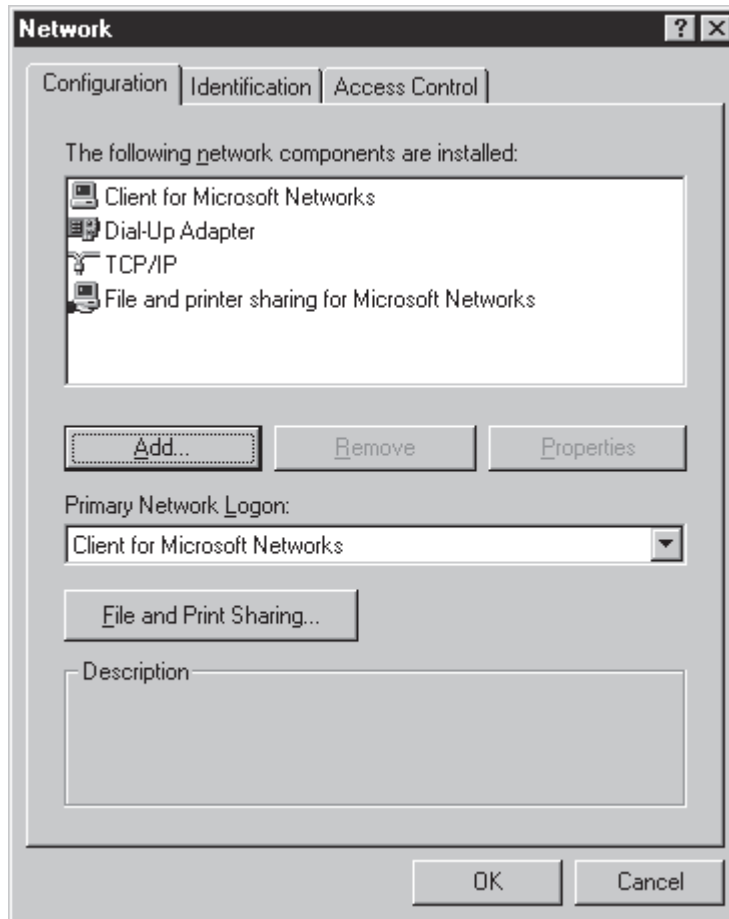 Network
Configuration Identification Access Control
The following network components are installed:
Client for Microsoft Networks
Dial-Up Adapter
TCP/IP
File and printer sharing for Microsoft Networks
Add... Remove Properties
Primary Network Logon:
Client for Microsoft Networks
File and Print Sharing...
Description
OK Cancel